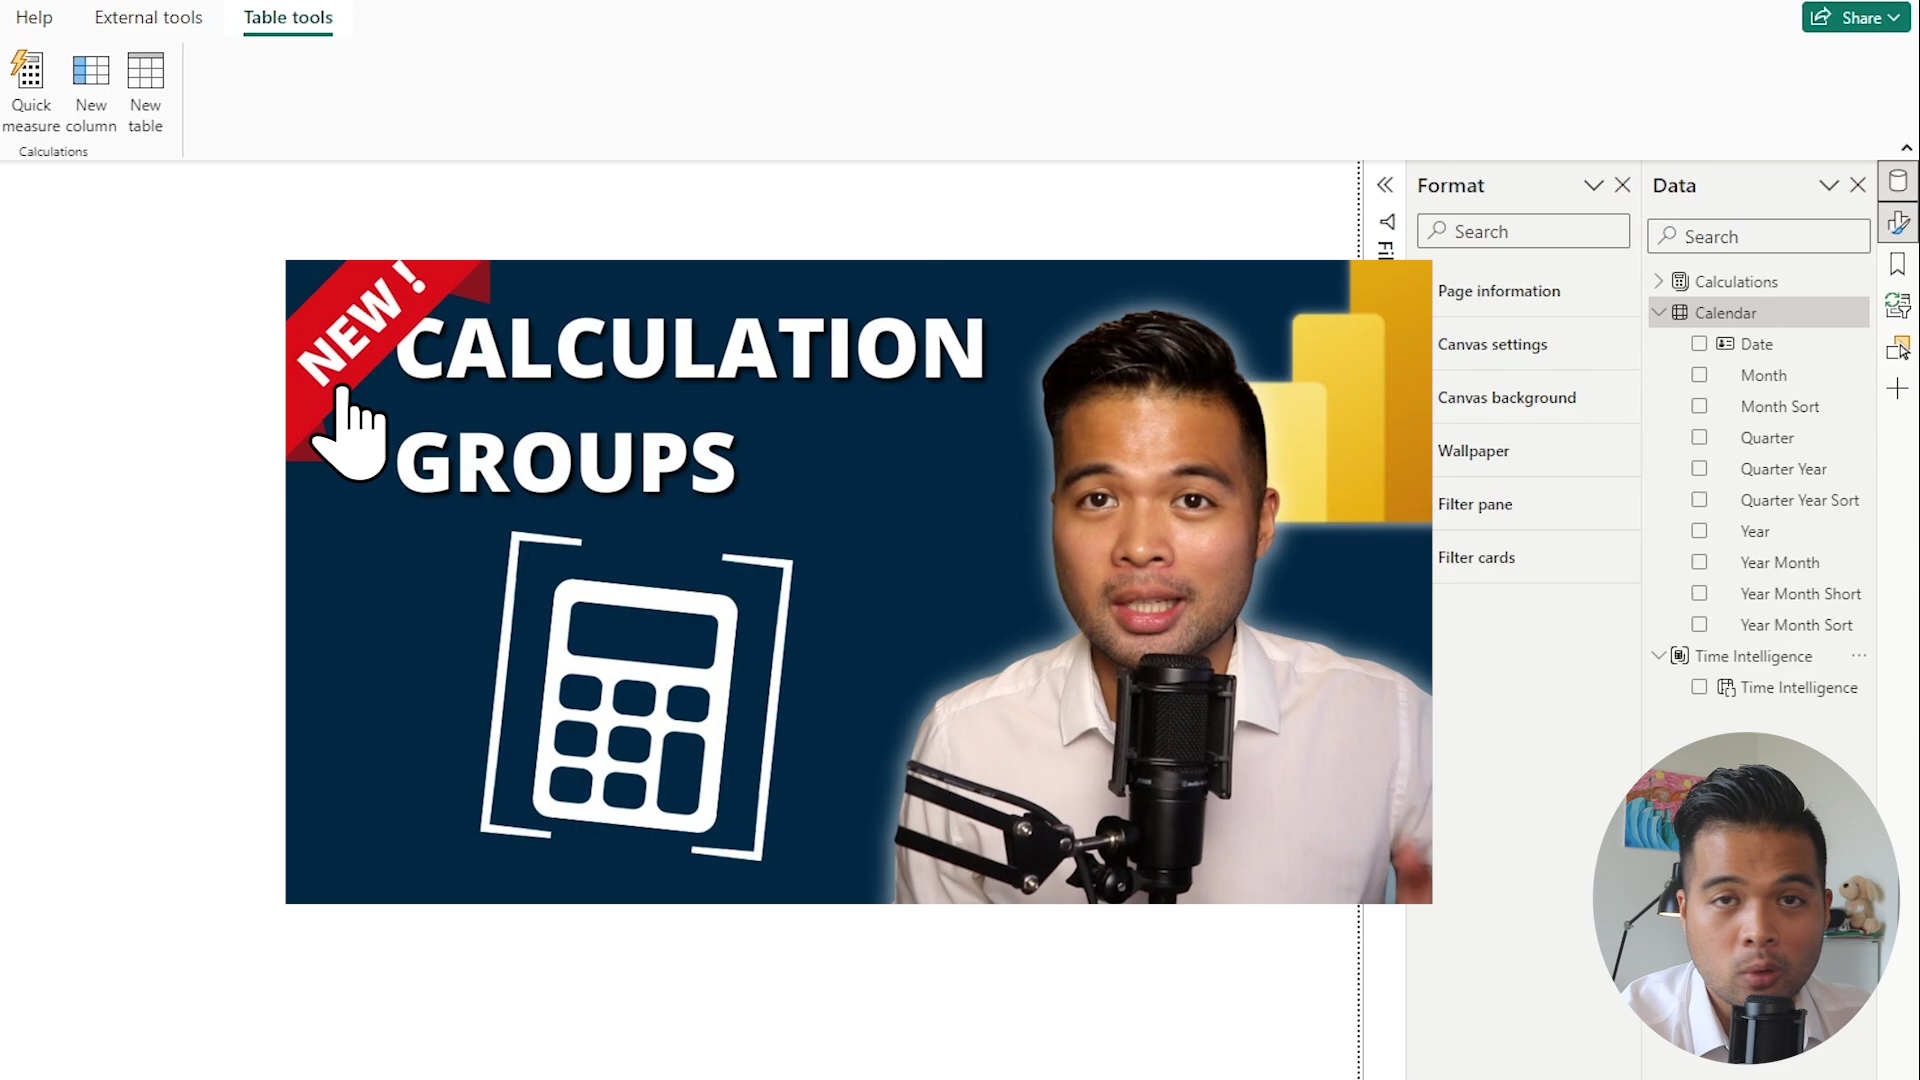 Help
External tools
Table tools
Share
Quick
measure
New
column
New
table
Calculations
Format
Data
Search
Search
Fil
Page information
Canvas settings
Canvas background
Wallpaper
Filter pane
Filter cards
Calculations
Calendar
Date
Month
Month Sort
Quarter
Quarter Year
Quarter Year Sort
Year
Year Month
Year Month Short
Year Month Sort
Time Intelligence
Time Intelligence
NEW !
CALCULATION
GROUPS